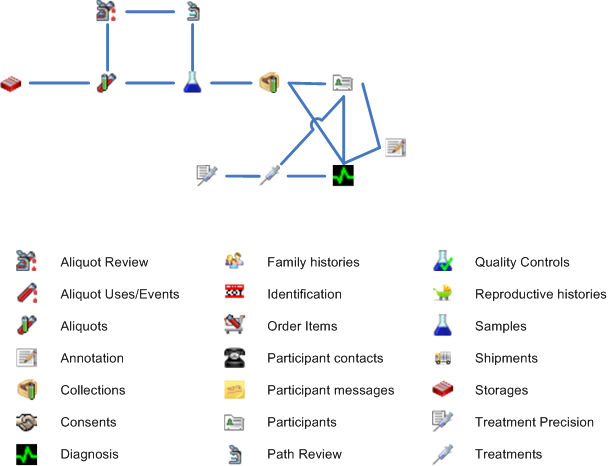 Aliquot Review
Family histories
Quality Controls
Aliquot Uses/Events
Identification
Reproductive histories
Aliquots
Order Items
Samples
Annotation
Participant contacts
Shipments
Collections
Participant messages
Storages
Consents
Participants
Treatment Precision
Diagnosis
Path Review
Treatments